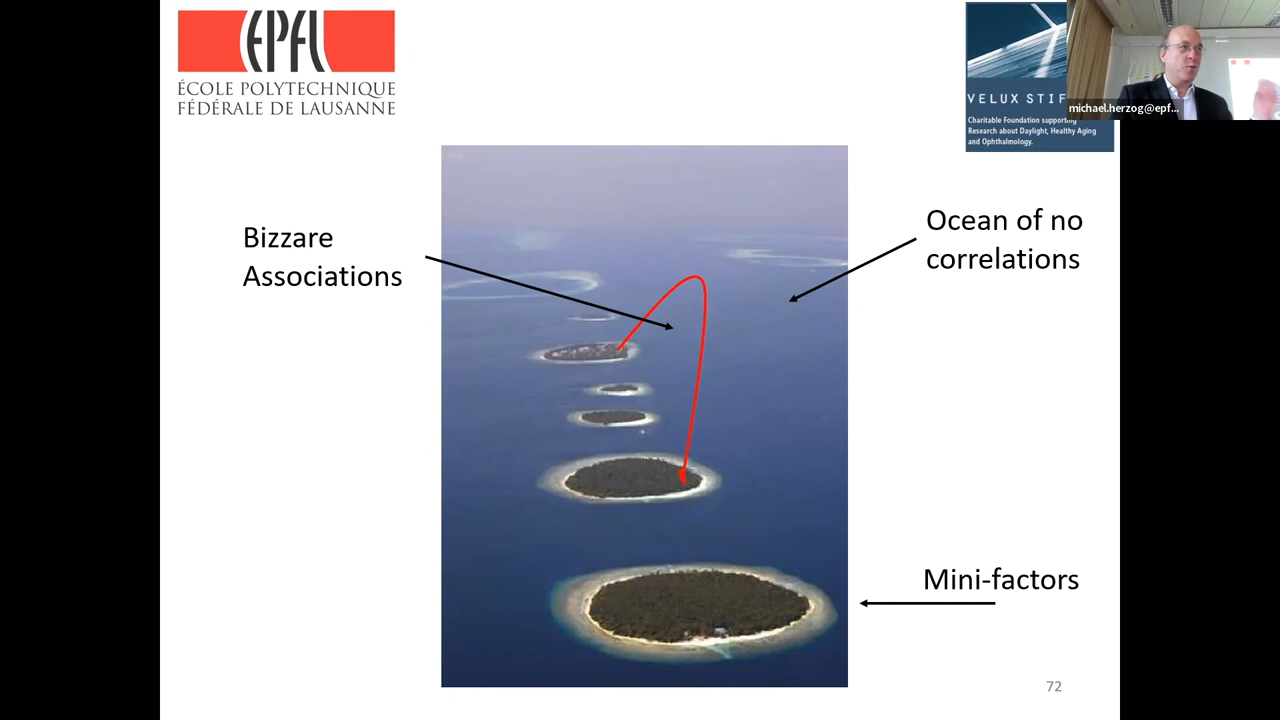 EPFL
ÉCOLE POLYTECHNIQUE
FÉDÉRALE DE LAUSANNE
VELUX STIF
Charitable Foundation supporting
Research about Daylight, Healthy Aging
and Ophthalmology.
michael.herzog@epf...
Bizzare
Associations
Ocean of no
correlations
Mini-factors
72